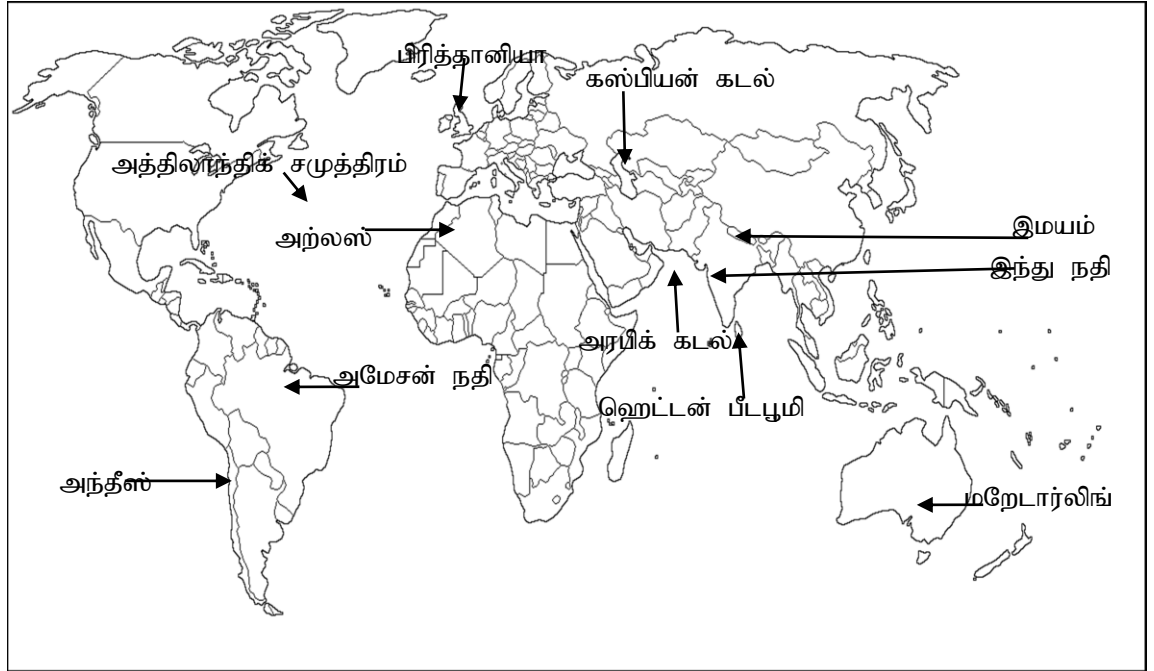 பிரித்தானியா
கஸ்பியன் கடல்
அத்திலாந்திக் சமுத்திரம்
அற்லஸ்
இமயம்
இந்து நதி
அரபிக் கடல்
அமேசன் நதி
ஹெட்டன் பீடபூமி
அந்தீஸ்
மறேடார்லிங்